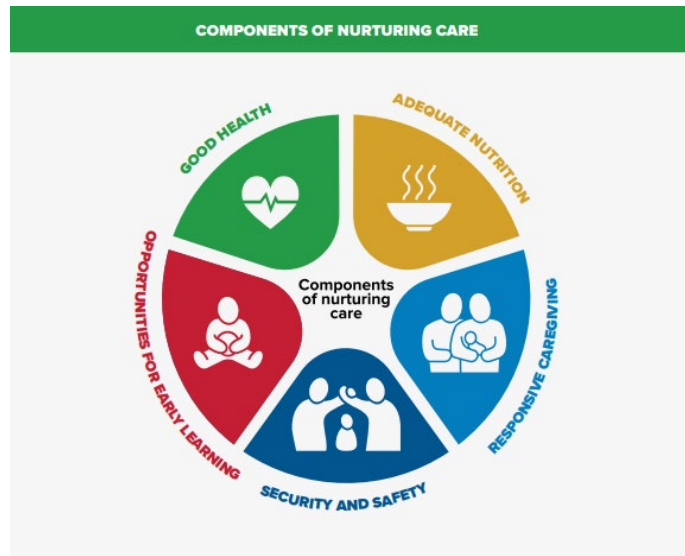 COMPONENTS OF NURTURING CARE
GOOD HEALTH
ADEQUATE NUTRITION
OPPORTUNITIES FOR EARLY LEARNING
Components
of nurturing
care
RESPONSIVE CAREGIVING
SECURITY AND SAFETY